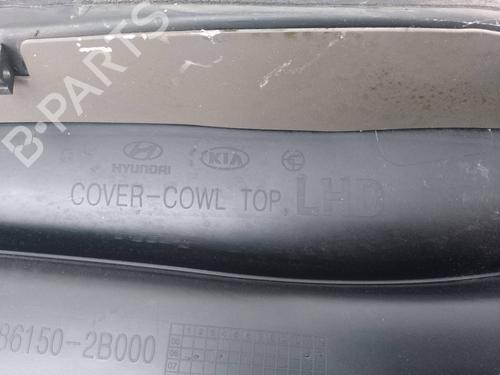 B-PARTS
HYUNDAI KIA
COVER-COWL TOP, LHD
86150-2B000